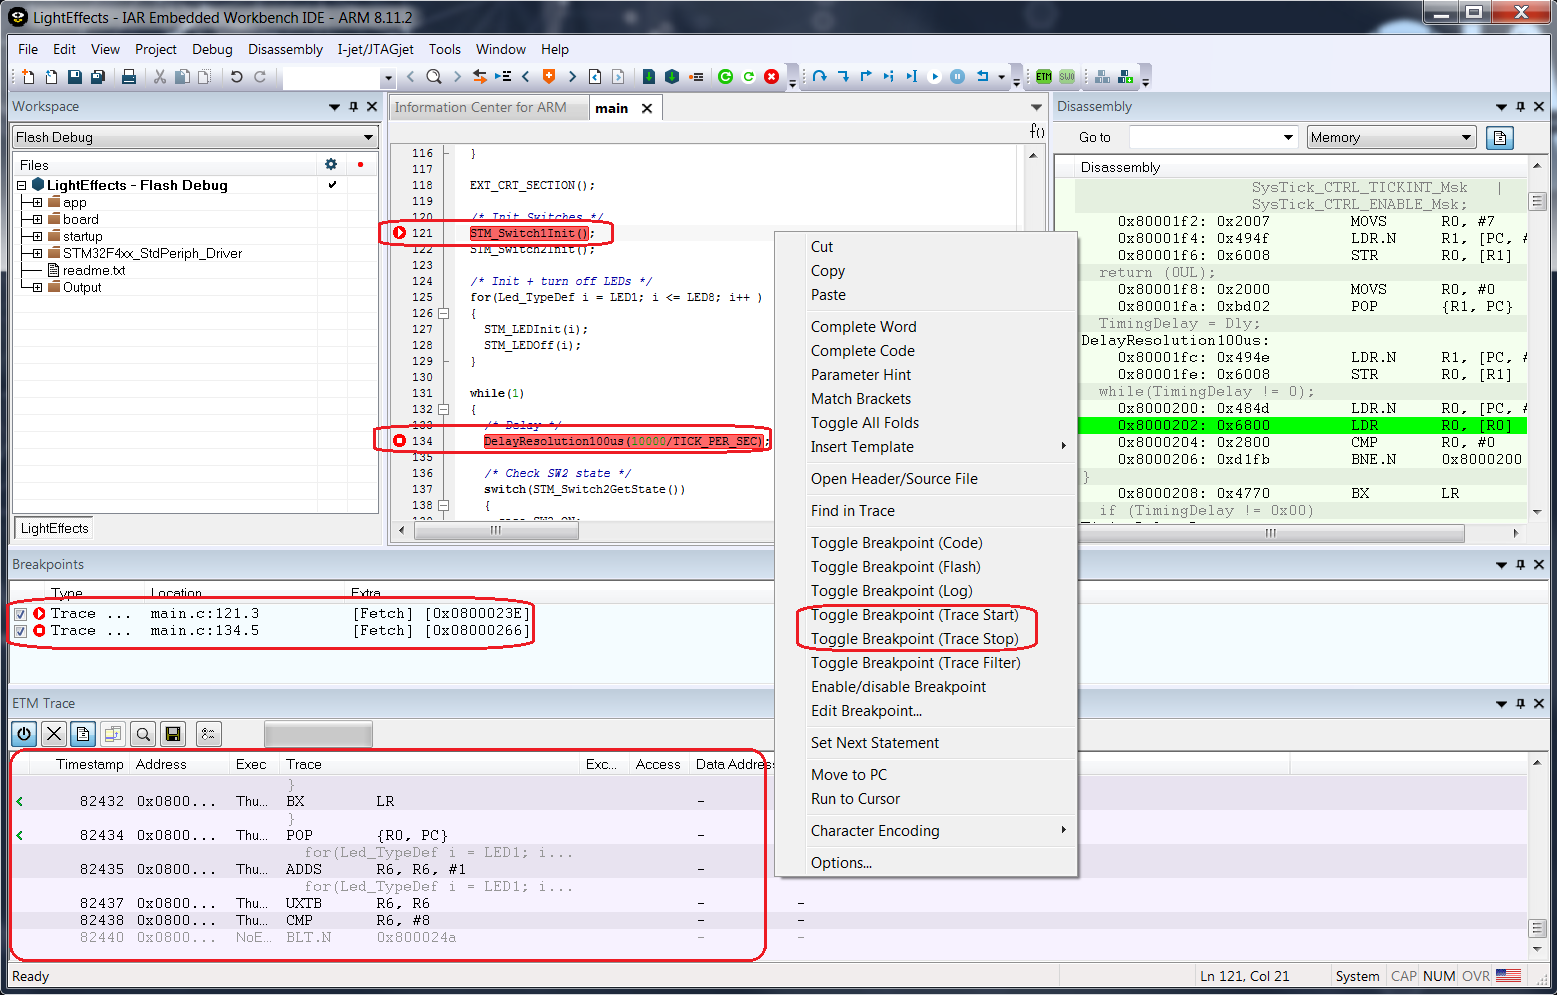 LightEffects - IAR Embedded Workbench IDE - ARM 8.11.2
File Edit View Project Debug Disassembly I-jet/JTAGjet Tools Window Help
ETM SWO
Workspace
Flash Debug
Files
LightEffects - Flash Debug
app
board
startup
STM32F4xx_StdPeriph_Driver
readme.txt
Output
LightEffects
Information Center for ARM main
f()
116 }
117
118 EXT_CRT_SECTION();
119
120 /* Init Switches */
121 STM_Switch1Init();
122 STM_Switch2Init();
123
124 /* Init + turn off LEDs */
125 for(Led_TypeDef i = LED1; i <= LED8; i++ )
126 {
127 STM_LEDInit(i);
128 STM_LEDOff(i);
129 }
130
131 while(1)
132 {
133 /* Delay */
134 DelayResolution100us(10000/TICK_PER_SEC);
135
136 /* Check SW2 state */
137 switch(STM_Switch2GetState())
138 {
Cut
Copy
Paste
Complete Word
Complete Code
Parameter Hint
Match Brackets
Toggle All Folds
Insert Template
Open Header/Source File
Find in Trace
Toggle Breakpoint (Code)
Toggle Breakpoint (Flash)
Toggle Breakpoint (Log)
Toggle Breakpoint (Trace Start)
Toggle Breakpoint (Trace Stop)
Toggle Breakpoint (Trace Filter)
Enable/disable Breakpoint
Edit Breakpoint...
Set Next Statement
Move to PC
Run to Cursor
Character Encoding
Options...
Disassembly
Go to Memory
Disassembly
SysTick_CTRL_TICKINT_Msk |
SysTick_CTRL_ENABLE_Msk;
0x80001f2: 0x2007 MOVS R0, #7
0x80001f4: 0x494f LDR.N R1, [PC, #
0x80001f6: 0x6008 STR R0, [R1]
return (0UL);
0x80001f8: 0x2000 MOVS R0, #0
0x80001fa: 0xbd02 POP {R1, PC}
TimingDelay = Dly;
DelayResolution100us:
0x80001fc: 0x494e LDR.N R1, [PC, #
0x80001fe: 0x6008 STR R0, [R1]
while(TimingDelay != 0);
0x8000200: 0x484d LDR.N R0, [PC, #
0x8000202: 0x6800 LDR R0, [R0]
0x8000204: 0x2800 CMP R0, #0
0x8000206: 0xd1fb BNE.N 0x8000200
}
0x8000208: 0x4770 BX LR
if (TimingDelay != 0x00)
Breakpoints
Type Location Extra
Trace ... main.c:121.3 [Fetch] [0x0800023E]
Trace ... main.c:134.5 [Fetch] [0x08000266]
ETM Trace
Timestamp Address Exec Trace Exc... Access Data Address
}
82432 0x0800... Thu... BX LR -
}
82434 0x0800... Thu... POP {R0, PC} -
for(Led_TypeDef i = LED1; i...
82435 0x0800... Thu... ADDS R6, R6, #1 -
for(Led_TypeDef i = LED1; i...
82437 0x0800... Thu... UXTB R6, R6 - -
82438 0x0800... Thu... CMP R6, #8 - -
82440 0x0800... NoE... BLT.N 0x800024a - -
Ready Ln 121, Col 21 System CAP NUM OVR